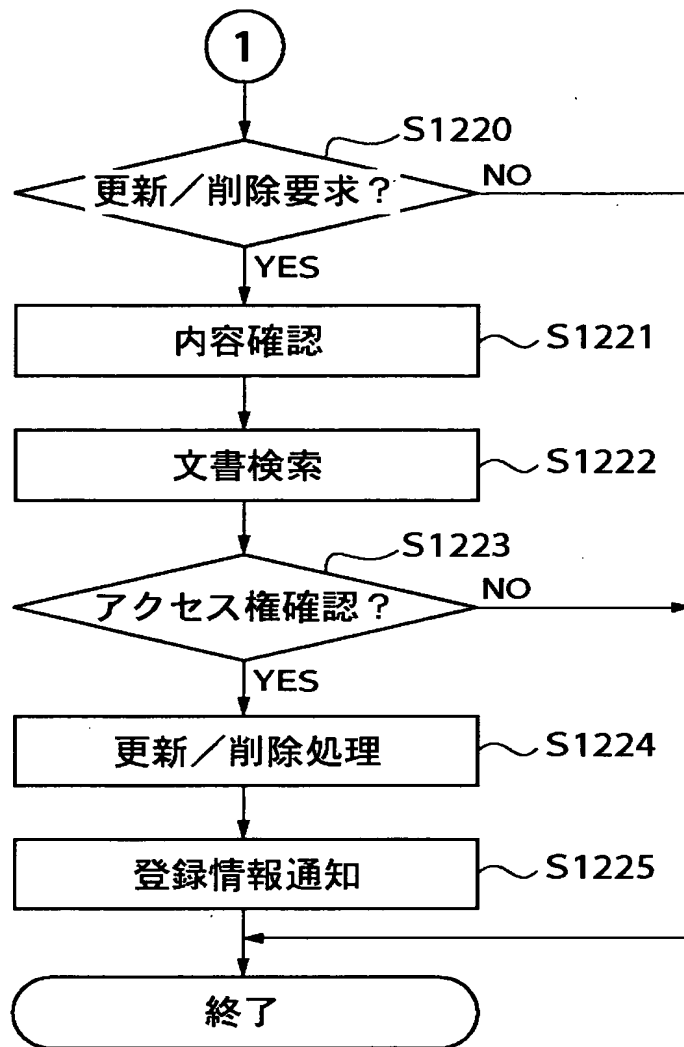 1
S1220
更新／削除要求？
NO
YES
内容確認
S1221
文書検索
S1222
S1223
アクセス権確認？
NO
YES
更新／削除処理
S1224
登録情報通知
S1225
終了